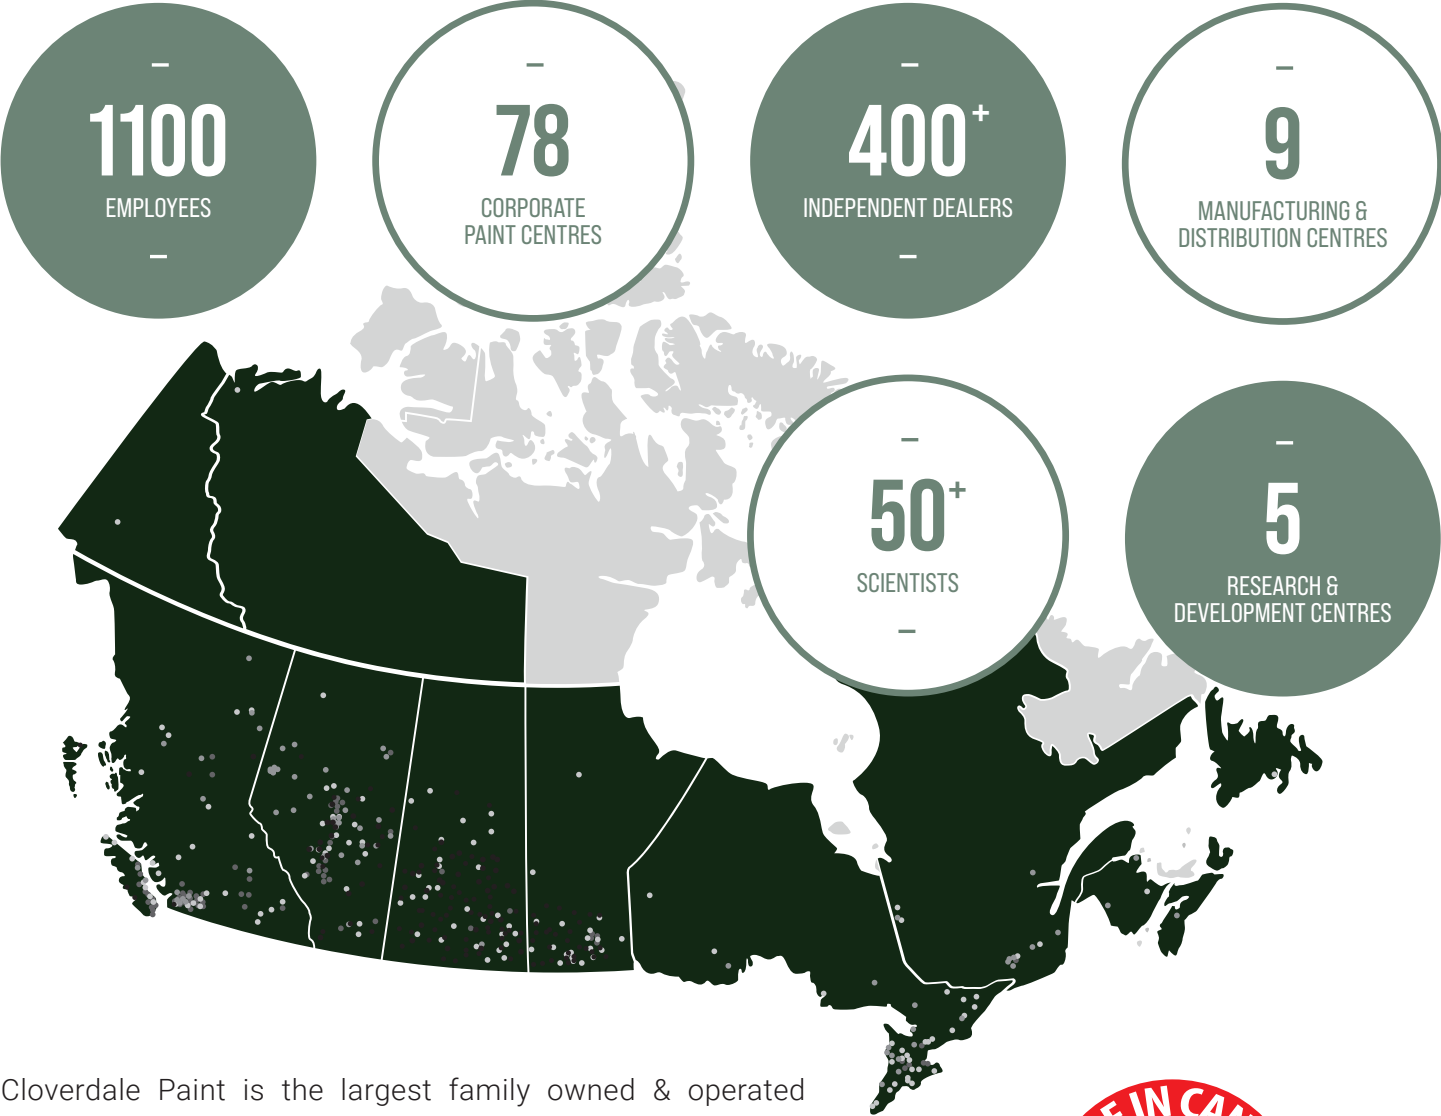 1100
EMPLOYEES
78
CORPORATE
PAINT CENTRES
400+
INDEPENDENT DEALERS
9
MANUFACTURING &
DISTRIBUTION CENTRES
50+
SCIENTISTS
5
RESEARCH &
DEVELOPMENT CENTRES
Cloverdale Paint is the largest family owned & operated
IN